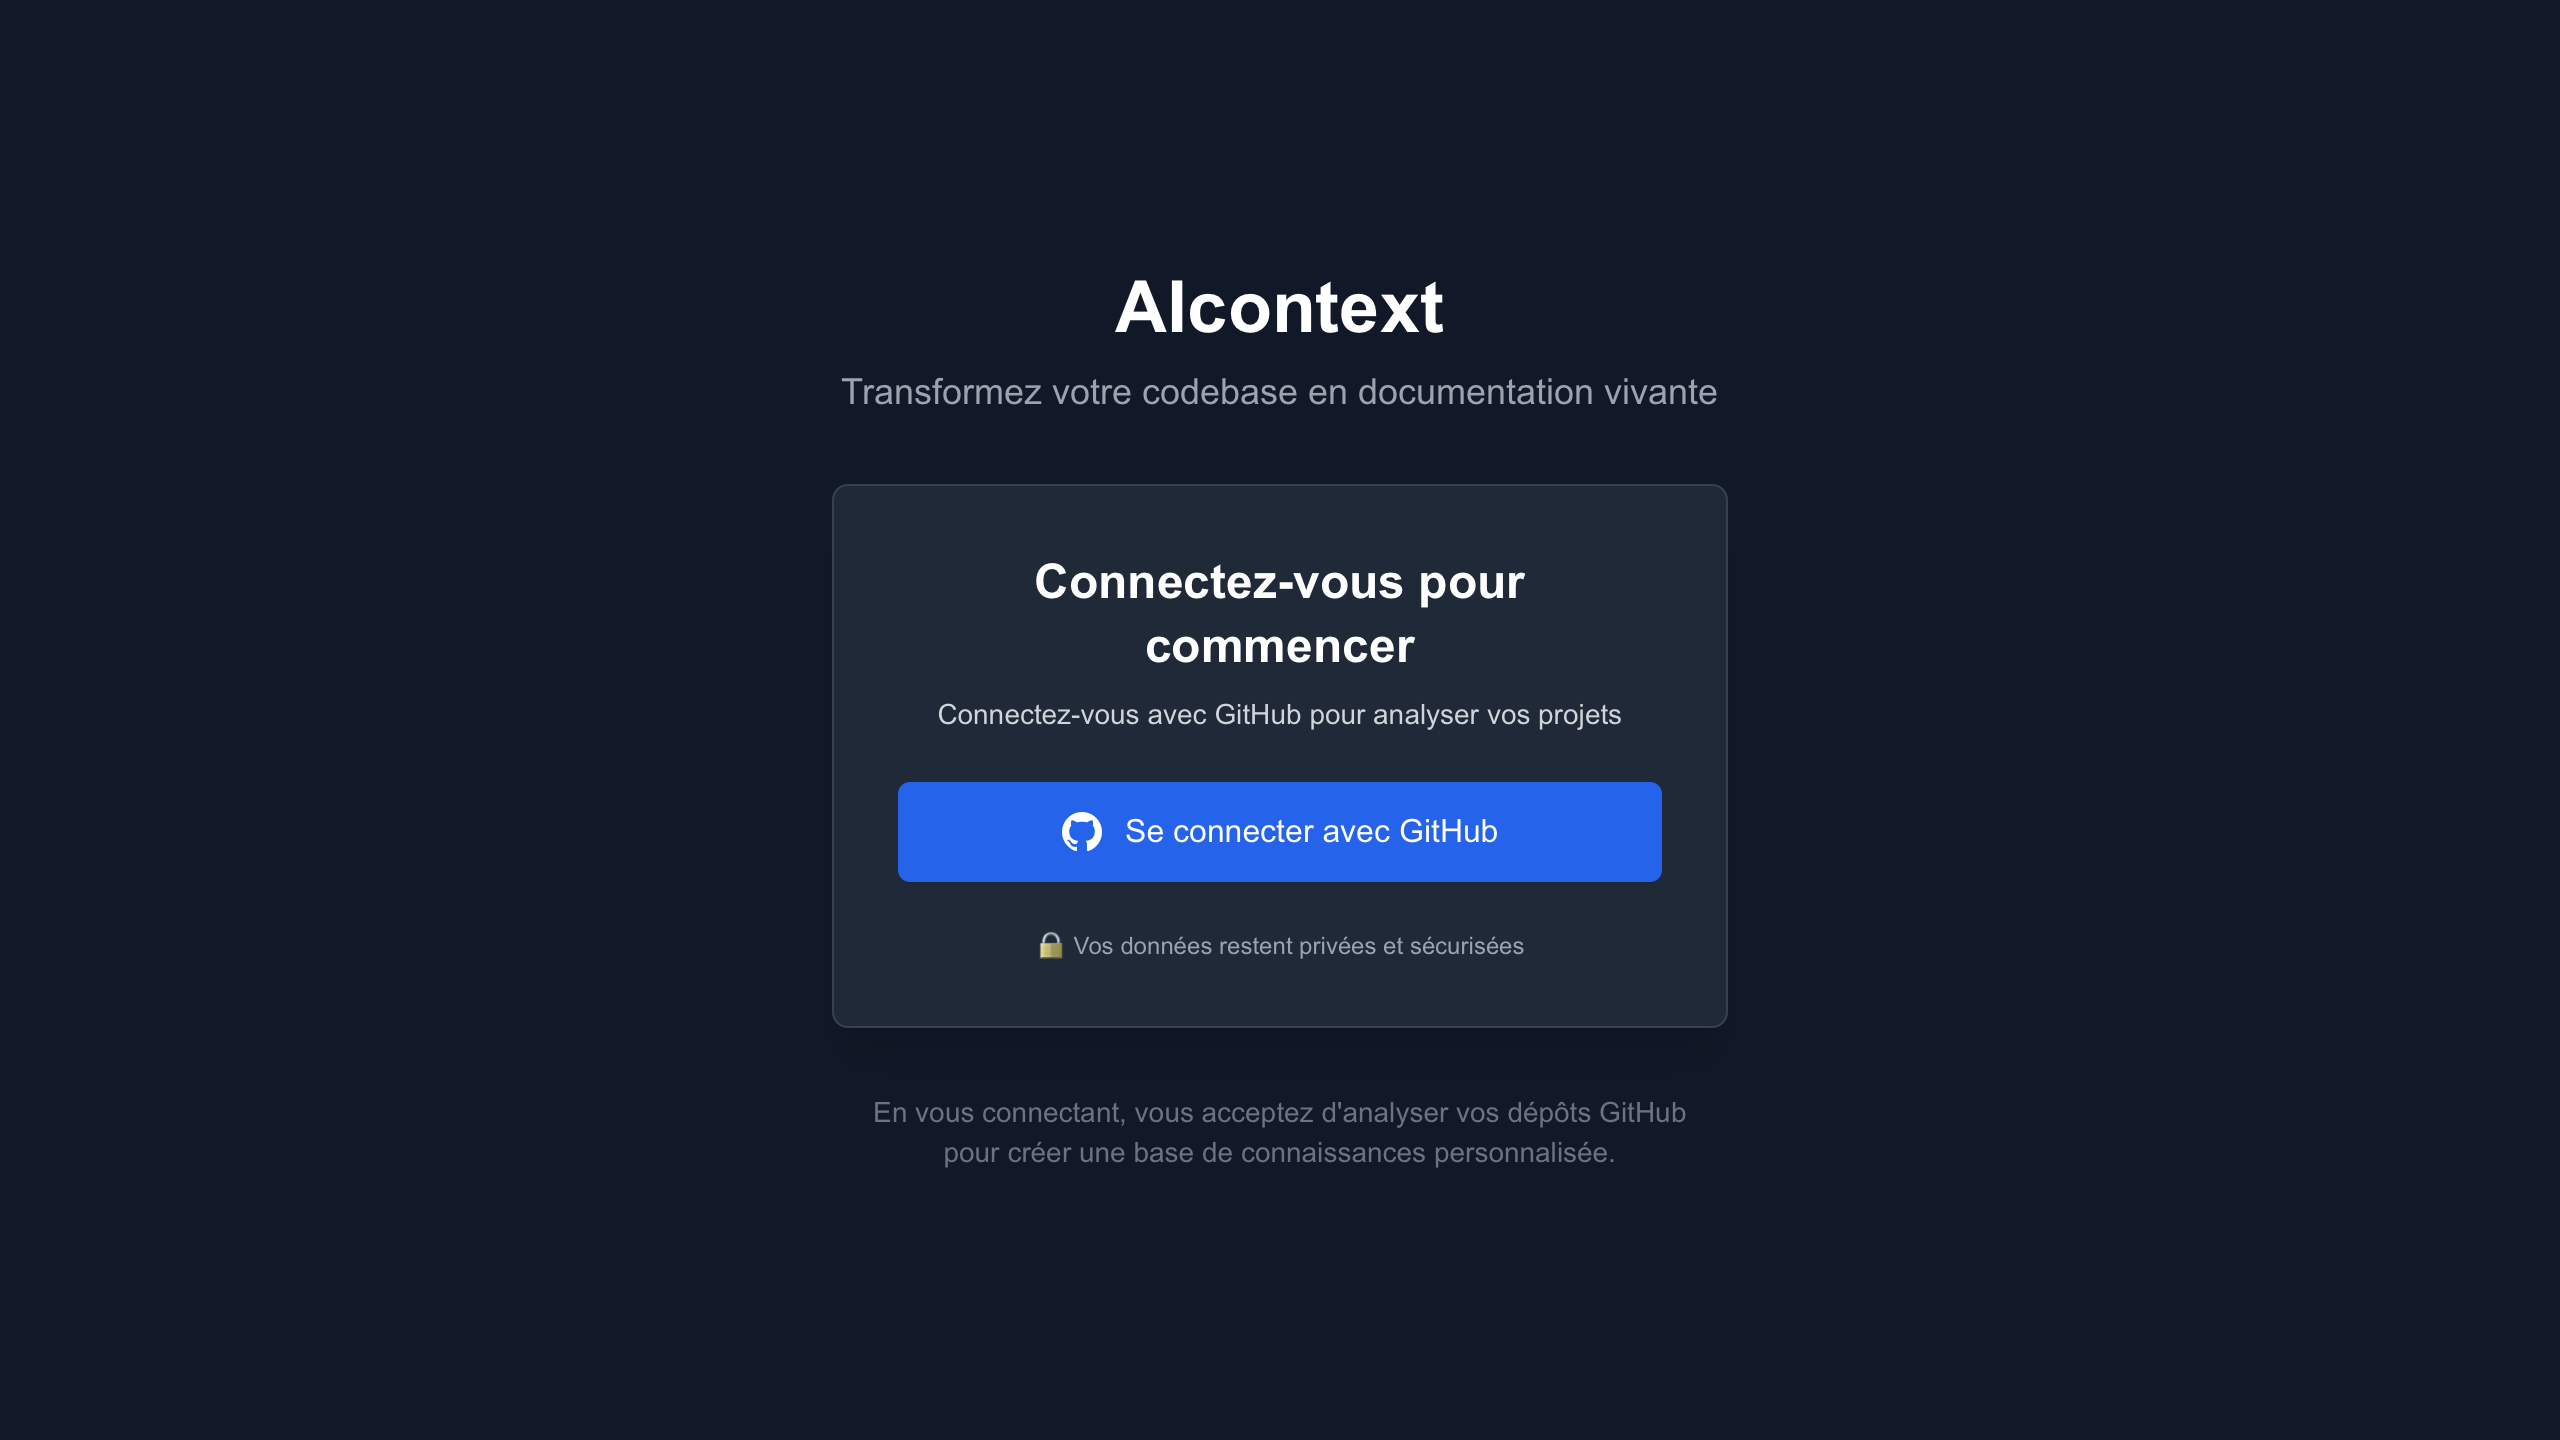 AIcontext
Transformez votre codebase en documentation vivante
Connectez-vous pour
commencer
Connectez-vous avec GitHub pour analyser vos projets
Se connecter avec GitHub
🔒 Vos données restent privées et sécurisées
En vous connectant, vous acceptez d'analyser vos dépôts GitHub
pour créer une base de connaissances personnalisée.